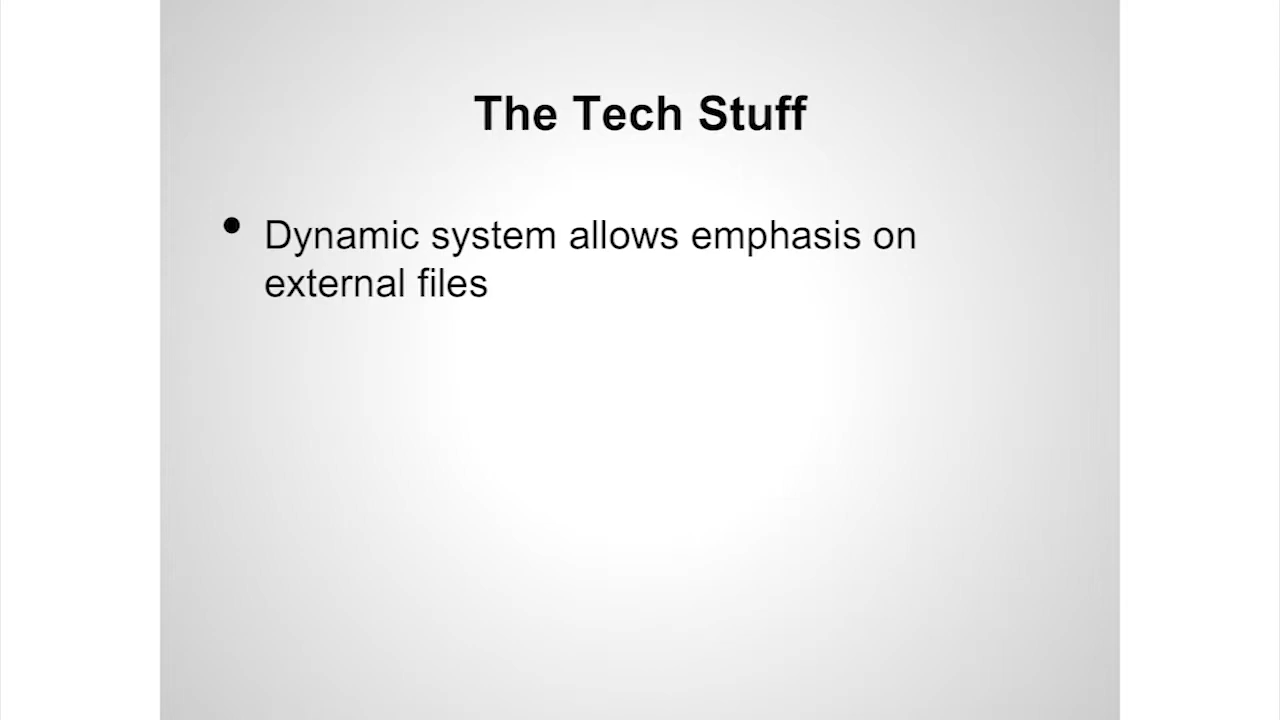 The Tech Stuff
• Dynamic system allows emphasis on
external files